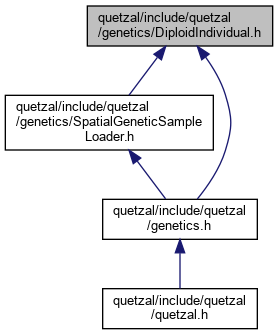 quetzal/include/quetzal
/genetics/DiploidIndividual.h
quetzal/include/quetzal
/genetics/SpatialGeneticSample
Loader.h
quetzal/include/quetzal
/genetics.h
quetzal/include/quetzal
/quetzal.h